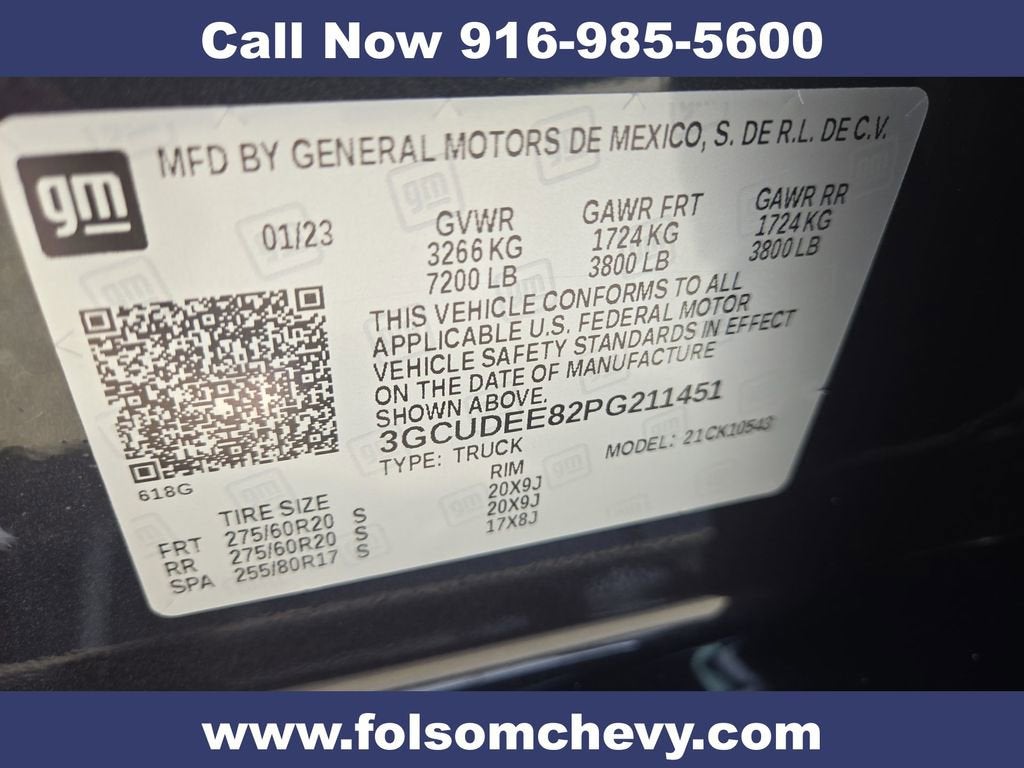 Call Now 916-985-5600
gm
MFD BY GENERAL MOTORS DE MEXICO, S. DE R.L. DE C.V.
01/23
GVWR
3266 KG
7200 LB
GAWR FRT
1724 KG
3800 LB
GAWR RR
1724 KG
3800 LB
THIS VEHICLE CONFORMS TO ALL
APPLICABLE U.S. FEDERAL MOTOR
VEHICLE SAFETY STANDARDS IN EFFECT
ON THE DATE OF MANUFACTURE
SHOWN ABOVE.
3GCUDEE82PG211451
TYPE: TRUCK MODEL: 21CK10543
618G
TIRE SIZE RIM
FRT 275/60R20 S 20X9J
RR 275/60R20 S 20X9J
SPA 255/80R17 S 17X8J
www.folsomchevy.com